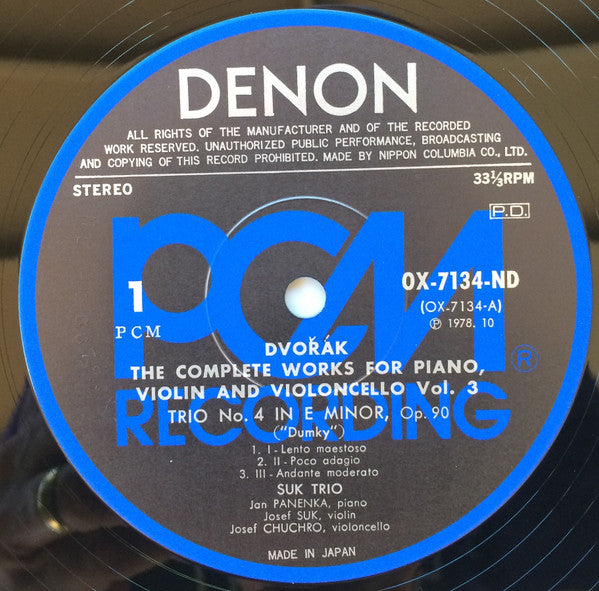 DENON
ALL RIGHTS OF THE MANUFACTURER AND OF THE RECORDED
WORK RESERVED. UNAUTHORIZED PUBLIC PERFORMANCE, BROADCASTING
AND COPYING OF THIS RECORD PROHIBITED. MADE BY NIPPON COLUMBIA CO., LTD.
STEREO
33⅓RPM
P.D.
PCM
RECORDING
®
1
PCM
OX-7134-ND
(OX-7134-A)
℗ 1978. 10
DVOŘÁK
THE COMPLETE WORKS FOR PIANO,
VIOLIN AND VIOLONCELLO Vol. 3
TRIO No. 4 IN E MINOR, Op. 90
("Dumky")
1. I-Lento maestoso
2. II-Poco adagio
3. III-Andante moderato
SUK TRIO
Jan PANENKA, piano
Josef SUK, violin
Josef CHUCHRO, violoncello
MADE IN JAPAN